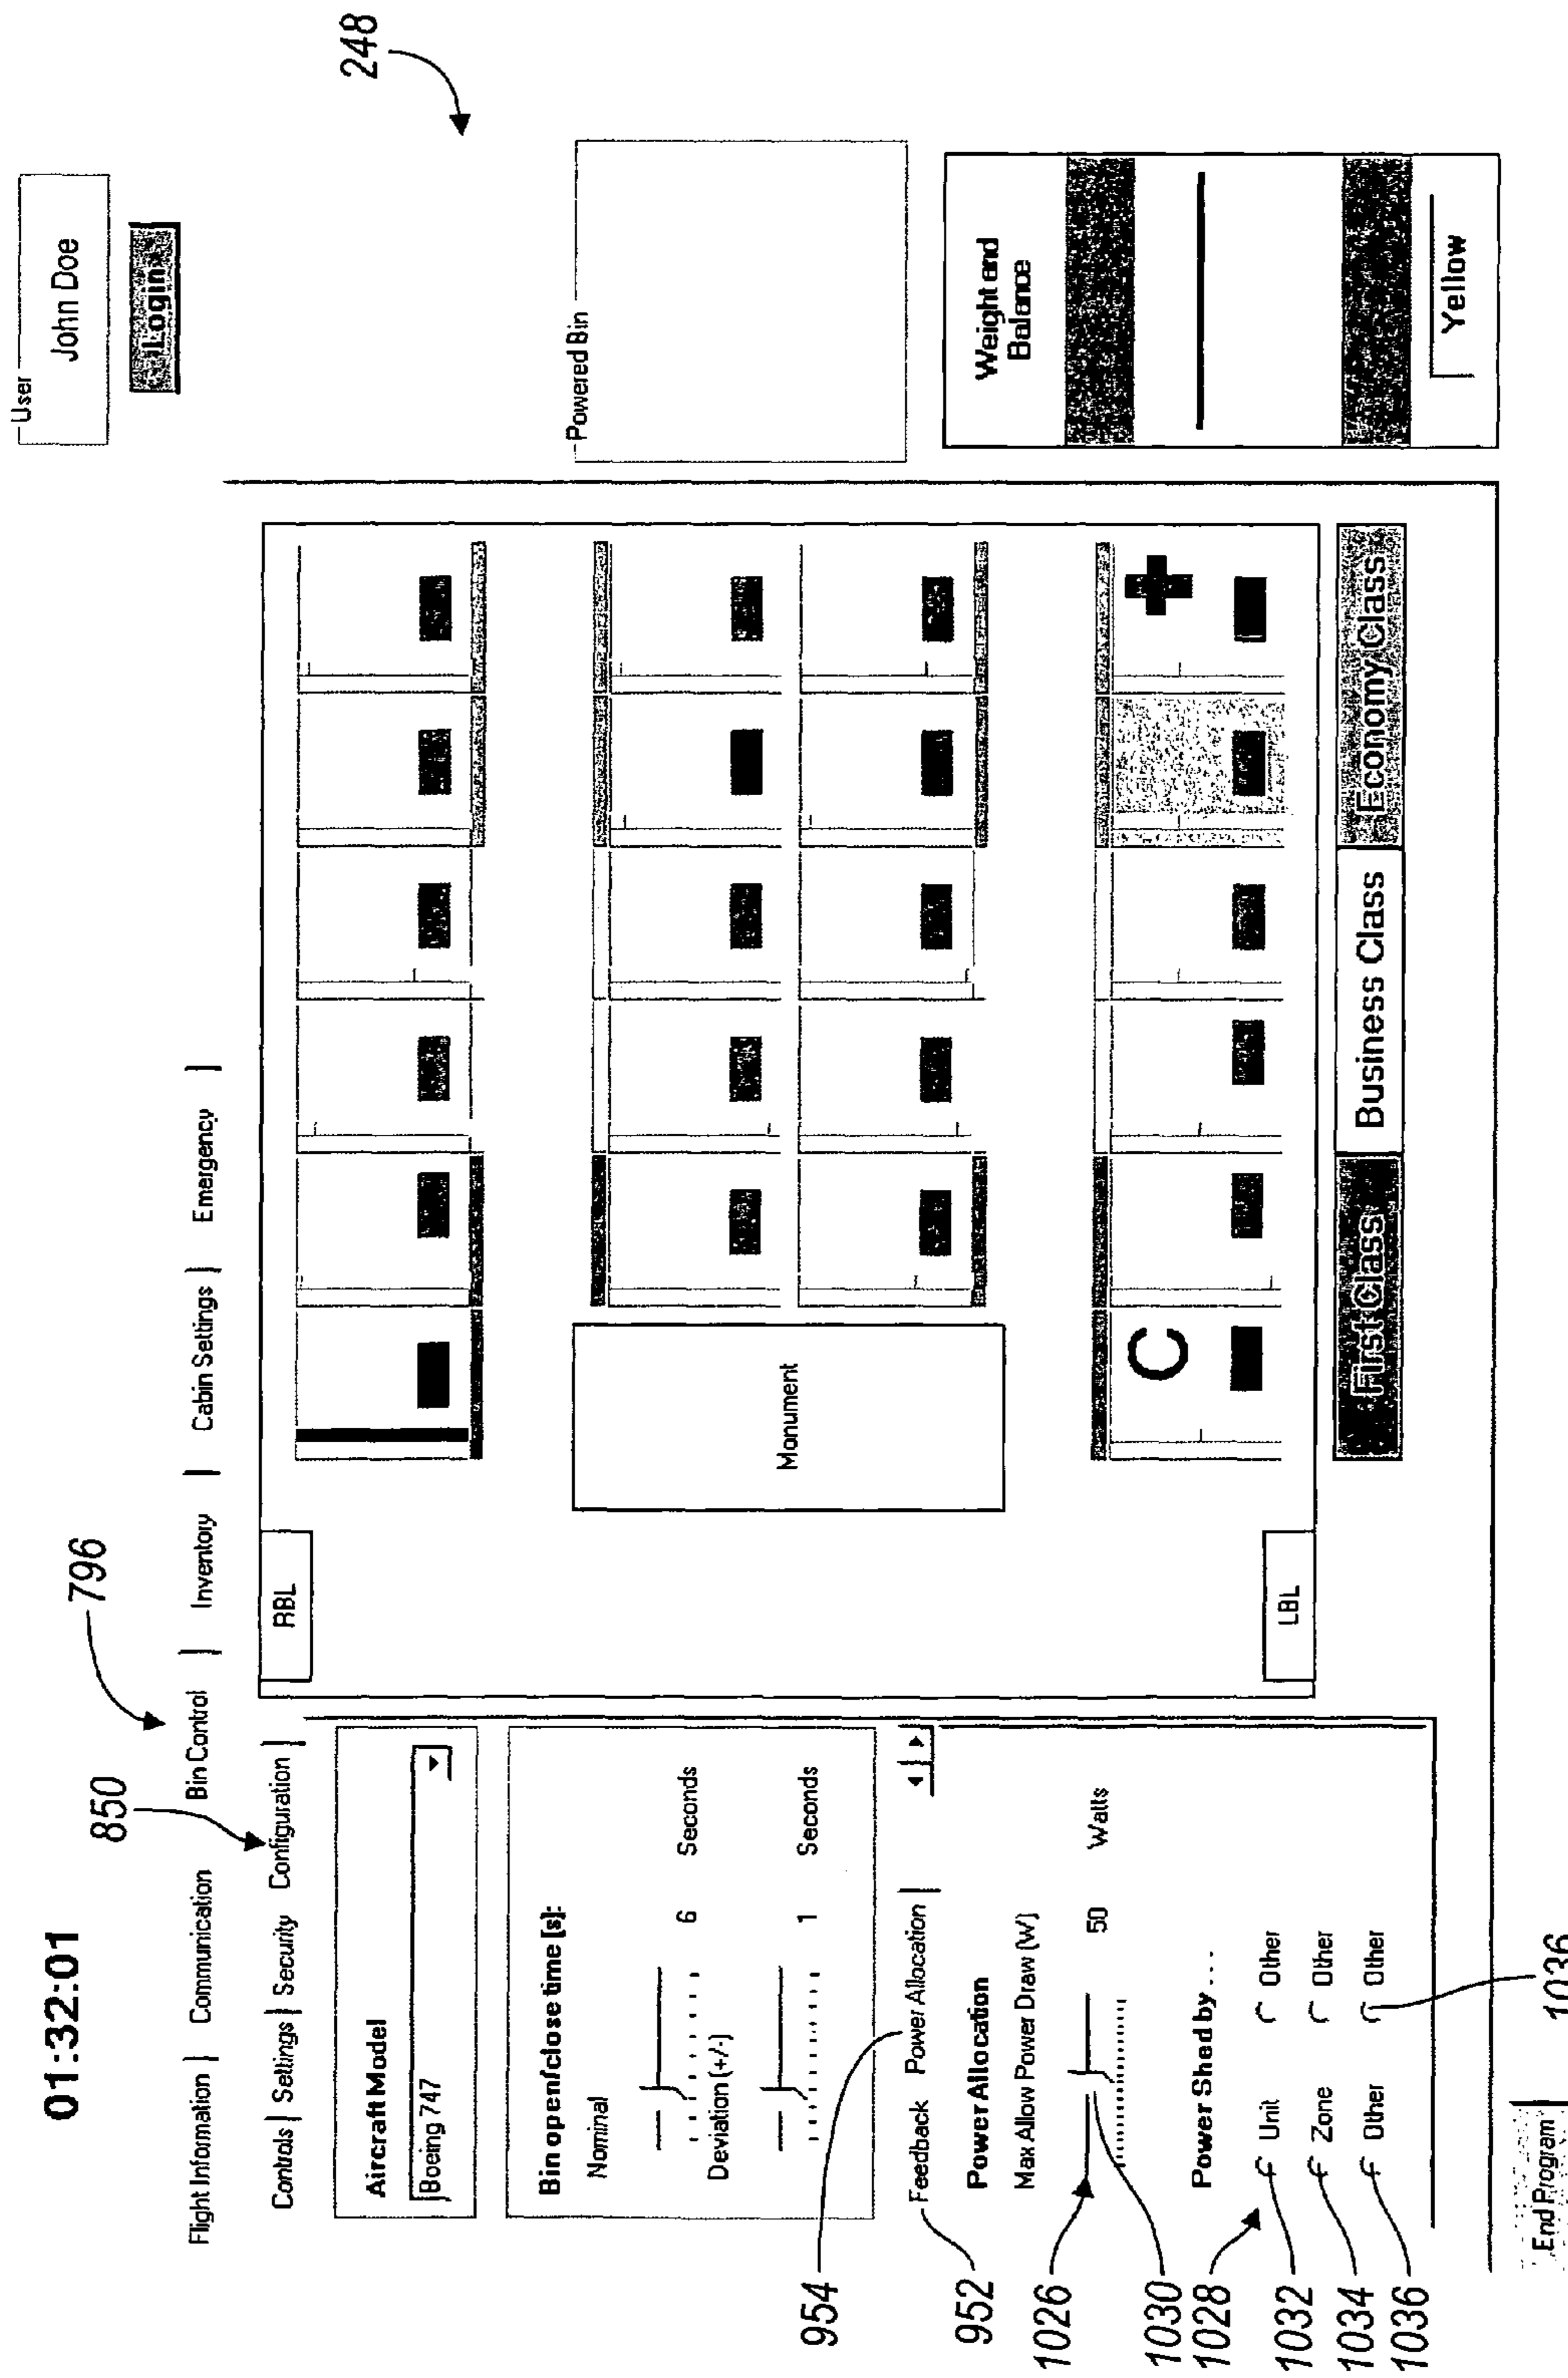 01:32:01
User
John Doe
Login
248
850
796
Flight Information Communication Bin Control Inventory Cabin Settings Emergency
Controls Settings Security Configuration
Aircraft Model
Boeing 747
Bin open/close time [s]:
Nominal
6 Seconds
Deviation (+/-)
1 Seconds
954
952
Feedback Power Allocation
Power Allocation
Max Allow Power Draw (W)
1026
50 Watts
1030
1028
Power Shed by . . .
1032
Unit Other
1034
Zone Other
1036
Other Other
1036
End Program
RBL
Monument
C
LBL
First Class Business Class Economy Class
Powered Bin
Weight and
Balance
Yellow